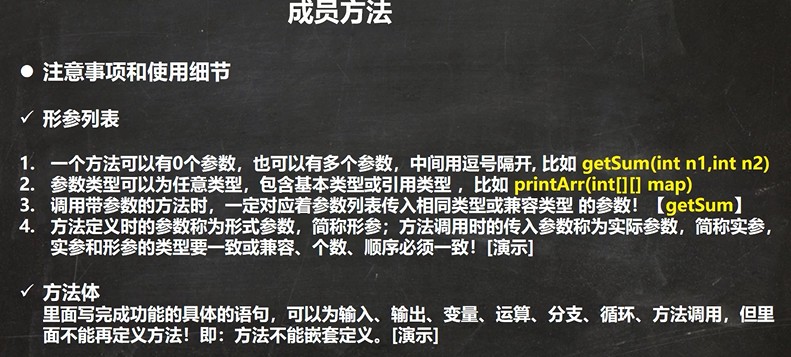 成员方法
● 注意事项和使用细节
✓ 形参列表
1. 一个方法可以有0个参数，也可以有多个参数，中间用逗号隔开, 比如 getSum(int n1,int n2)
2. 参数类型可以为任意类型，包含基本类型或引用类型 ，比如 printArr(int[][] map)
3. 调用带参数的方法时，一定对应着参数列表传入相同类型或兼容类型 的参数！【getSum】
4. 方法定义时的参数称为形式参数，简称形参；方法调用时的传入参数称为实际参数，简称实参，
实参和形参的类型要一致或兼容、个数、顺序必须一致！[演示]
✓ 方法体
里面写完成功能的具体的语句，可以为输入、输出、变量、运算、分支、循环、方法调用，但里
面不能再定义方法！即：方法不能嵌套定义。[演示]